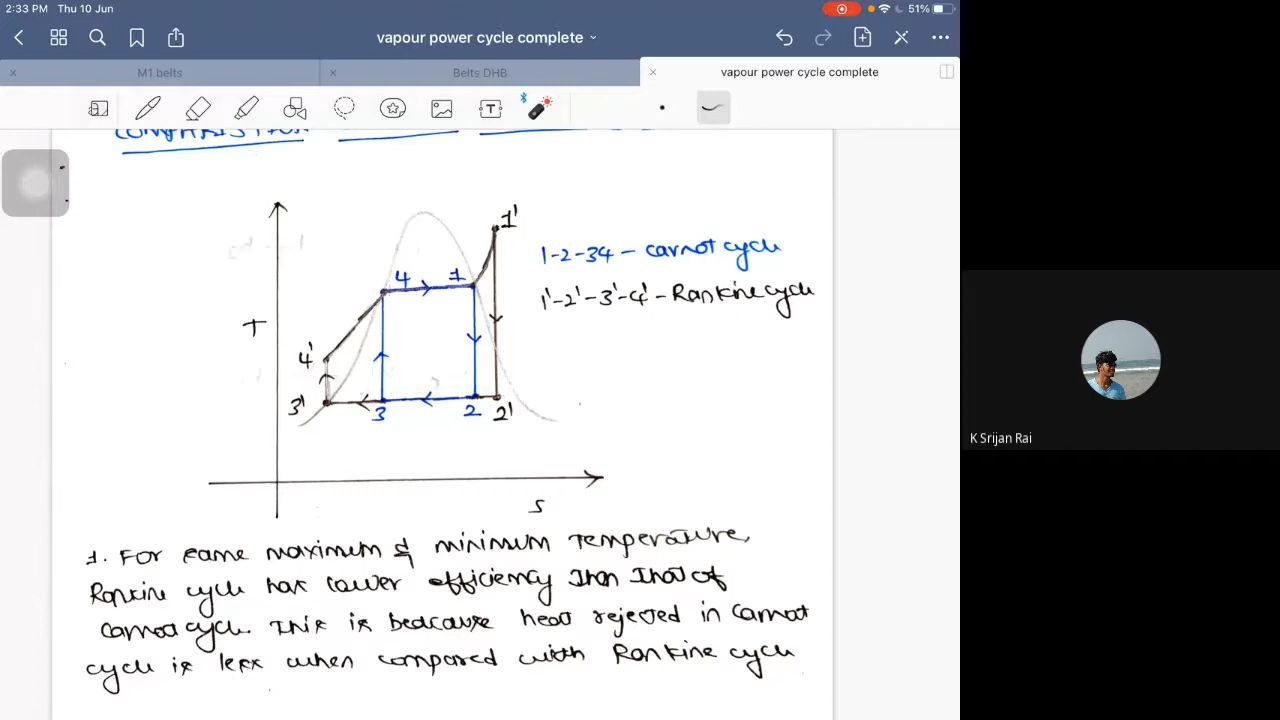 2:33 PM Thu 10 Jun
51%
vapour power cycle complete
M1 belts
Belts DHB
vapour power cycle complete
1'
4
1
1-2-34 - carnot cycle
1'-2'-3'-4' - Rankine cycle
T
4'
3'
3
2
2'
s
1. For same maximum & minimum Temperature,
Rankine cycle has lower efficiency Than That of
Carnot cycle. This is beacause heat rejected in Carnot
cycle is less when compared with Rankine cycle
K Srijan Rai